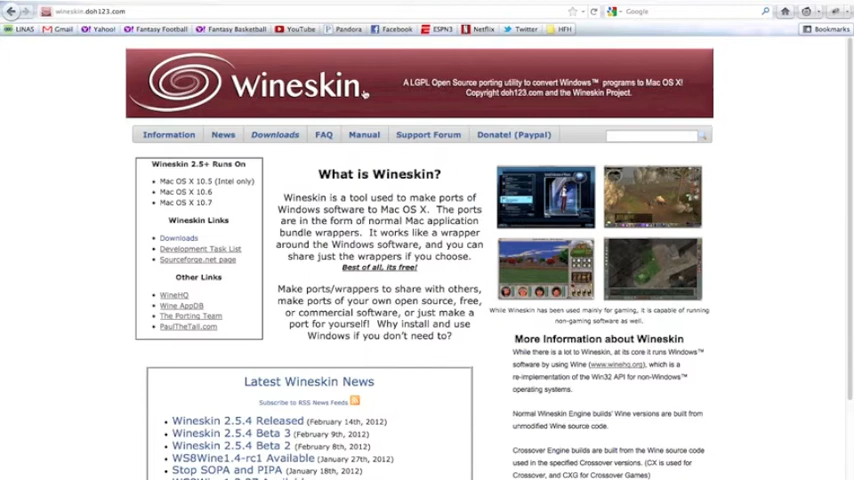 wineskin.doh123.com
Google
LINAS
Gmail
Yahoo!
Fantasy Football
Fantasy Basketball
YouTube
Pandora
Facebook
ESPN3
Netflix
Twitter
HFH
Bookmarks
Wineskin.
A LGPL Open Source porting utility to convert Windows™ programs to Mac OS X!
Copyright doh123.com and the Wineskin Project.
Information
News
Downloads
FAQ
Manual
Support Forum
Donate! (Paypal)
Wineskin 2.5+ Runs On
• Mac OS X 10.5 (Intel only)
• Mac OS X 10.6
• Mac OS X 10.7
Wineskin Links
• Downloads
• Development Task List
• Sourceforge.net page
Other Links
• WineHQ
• Wine AppDB
• The Porting Team
• PaulTheTall.com
What is Wineskin?
Wineskin is a tool used to make ports of
Windows software to Mac OS X. The ports
are in the form of normal Mac application
bundle wrappers. It works like a wrapper
around the Windows software, and you can
share just the wrappers if you choose.
Best of all, its free!
Make ports/wrappers to share with others,
make ports of your own open source, free,
or commercial software, or just make a
port for yourself! Why install and use
Windows if you don't need to?
While Wineskin has been used mainly for gaming, it is capable of running
non-gaming software as well.
More Information about Wineskin
While there is a lot to Wineskin, at its core it runs Windows™
software by using Wine (www.winehq.org), which is a
re-implementation of the Win32 API for non-Windows™
operating systems.
Normal Wineskin Engine builds' Wine versions are built from
unmodified Wine source code.
Crossover Engine builds are built from the Wine source code
used in the specified Crossover versions. (CX is used for
Crossover, and CXG for Crossover Games)
Latest Wineskin News
Subscribe to RSS News Feeds
• Wineskin 2.5.4 Released (February 14th, 2012)
• Wineskin 2.5.4 Beta 3 (February 9th, 2012)
• Wineskin 2.5.4 Beta 2 (February 8th, 2012)
• WS8Wine1.4-rc1 Available (January 27th, 2012)
• Stop SOPA and PIPA (January 18th, 2012)